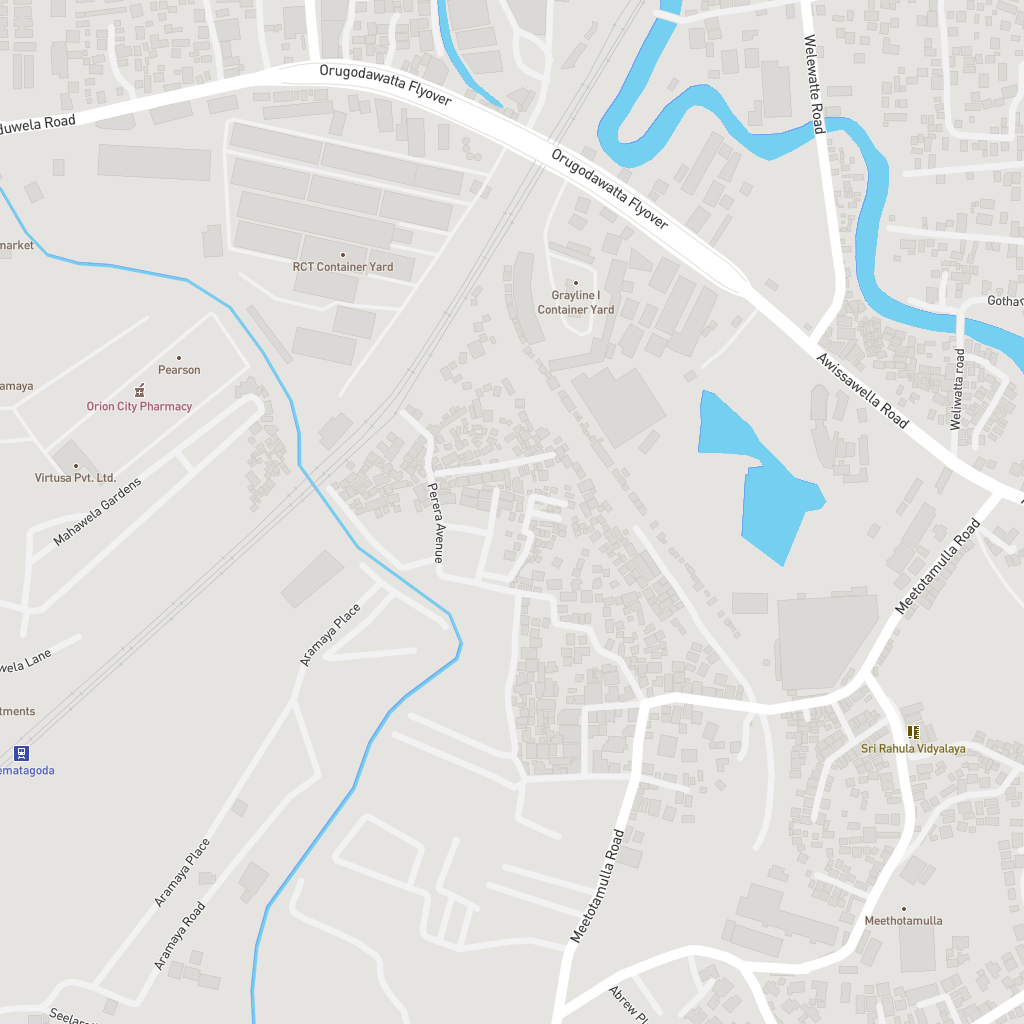 Orugodawatta Flyover
duwela Road
Welewatte Road
Orugodawatta Flyover
market
RCT Container Yard
Grayline I
Container Yard
Gothan
Pearson
amaya
Orion City Pharmacy
Awissawella Road
Weliwatta road
Virtusa Pvt. Ltd.
Mahawela Gardens
Perera Avenue
Meetotamulla Road
Aramaya Place
wela Lane
tments
Sri Rahula Vidyalaya
ematagoda
Aramaya Place
Meetotamulla Road
Aramaya Road
Meethotamulla
Abrew Pl
Seelara